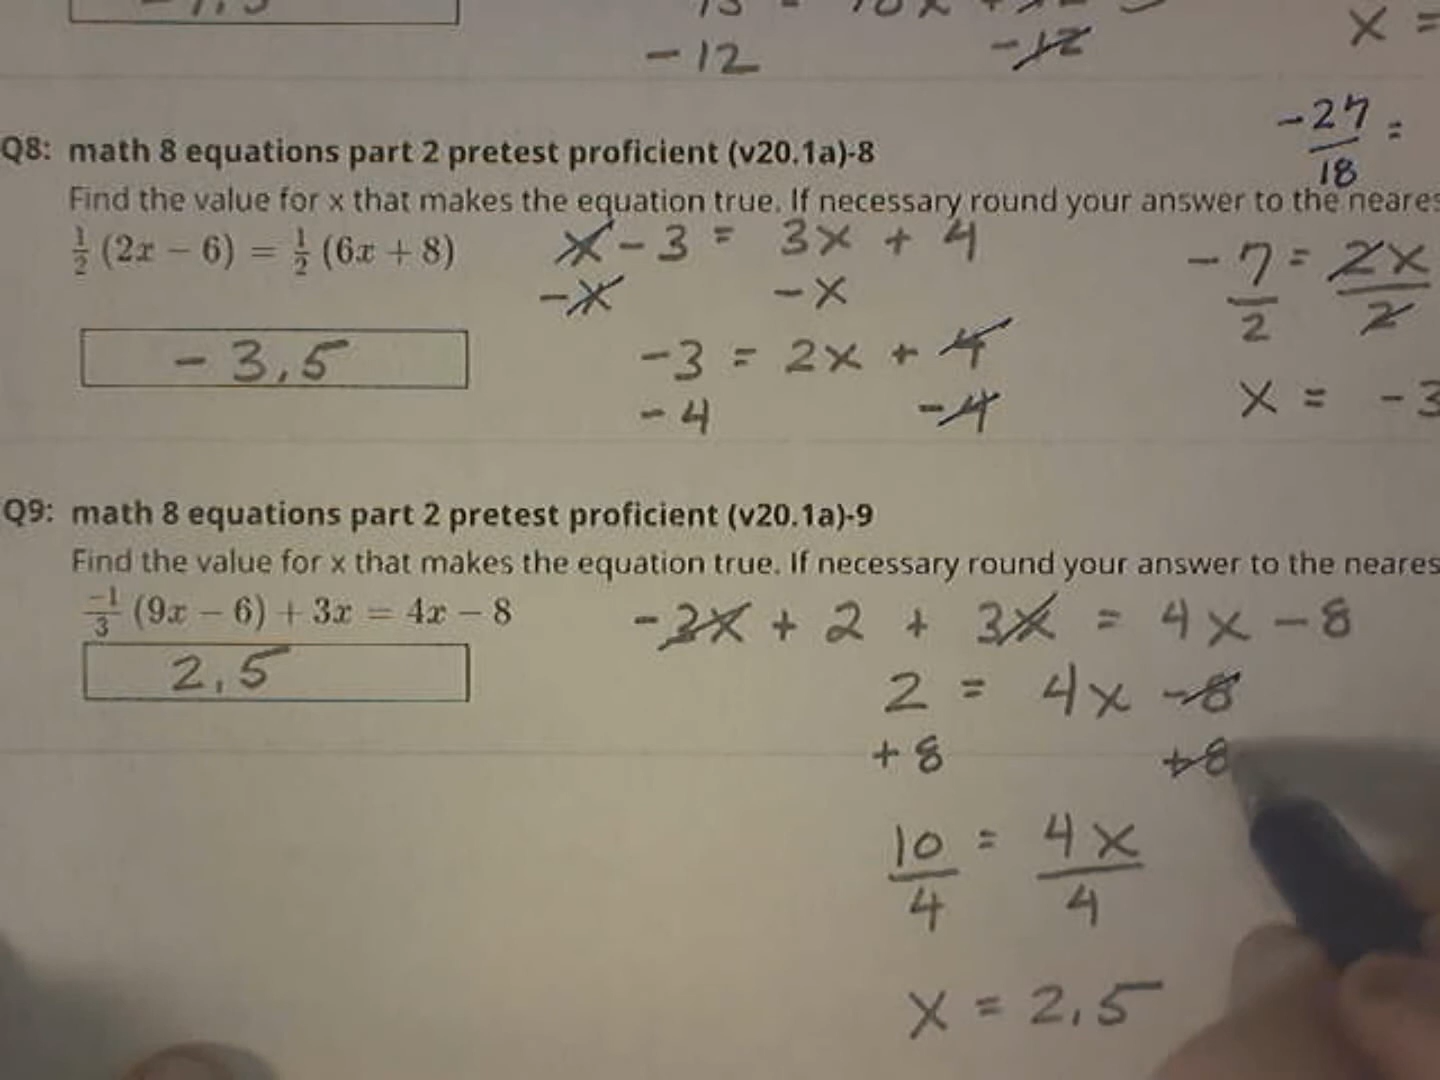 -12 -12 x =
-27/18 =
Q8: math 8 equations part 2 pretest proficient (v20.1a)-8
Find the value for x that makes the equation true. If necessary round your answer to the neares
1/2 (2x − 6) = 1/2 (6x + 8) x - 3 = 3x + 4
-x -x
-7/2 = 2x/2
-3.5 -3 = 2x + 4
-4 -4 x = -3
Q9: math 8 equations part 2 pretest proficient (v20.1a)-9
Find the value for x that makes the equation true. If necessary round your answer to the neares
-1/3 (9x − 6) + 3x = 4x − 8 -3x + 2 + 3x = 4x - 8
2.5 2 = 4x - 8
+8 +8
10/4 = 4x/4
x = 2.5